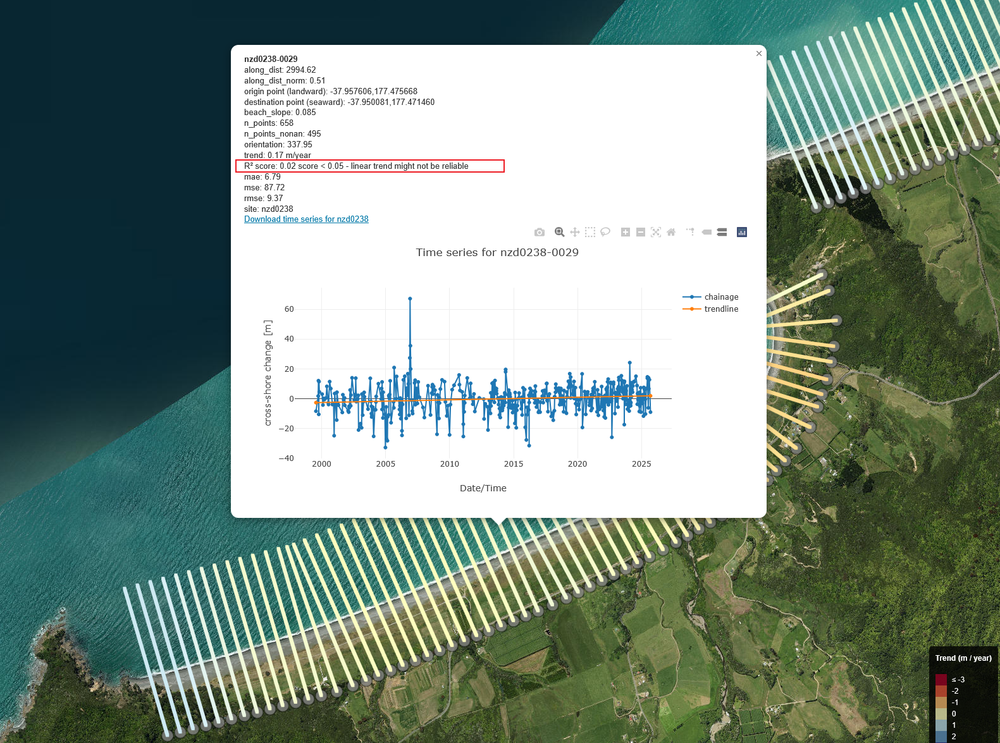 ×
nzd0238-0029
along_dist: 2994.62
along_dist_norm: 0.51
origin point (landward): -37.957606,177.475668
destination point (seaward): -37.950081,177.471460
beach_slope: 0.085
n_points: 658
n_points_nonan: 495
orientation: 337.95
trend: 0.17 m/year
R² score: 0.02 score < 0.05 - linear trend might not be reliable
mae: 6.79
mse: 87.72
rmse: 9.37
site: nzd0238
Download time series for nzd0238
Time series for nzd0238-0029
chainage
trendline
cross-shore change [m]
60
40
20
0
−20
−40
2000 2005 2010 2015 2020 2025
Date/Time
Trend (m / year)
≤ -3
-2
-1
0
1
2